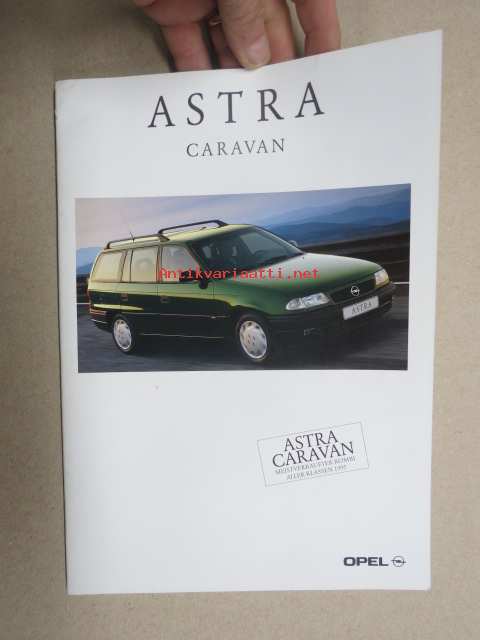 ASTRA
CARAVAN
Antikvariaatti.net
ASTRA
ASTRA
CARAVAN
MEISTVERKAUFTER KOMBI
ALLER KLASSEN 1995
OPEL